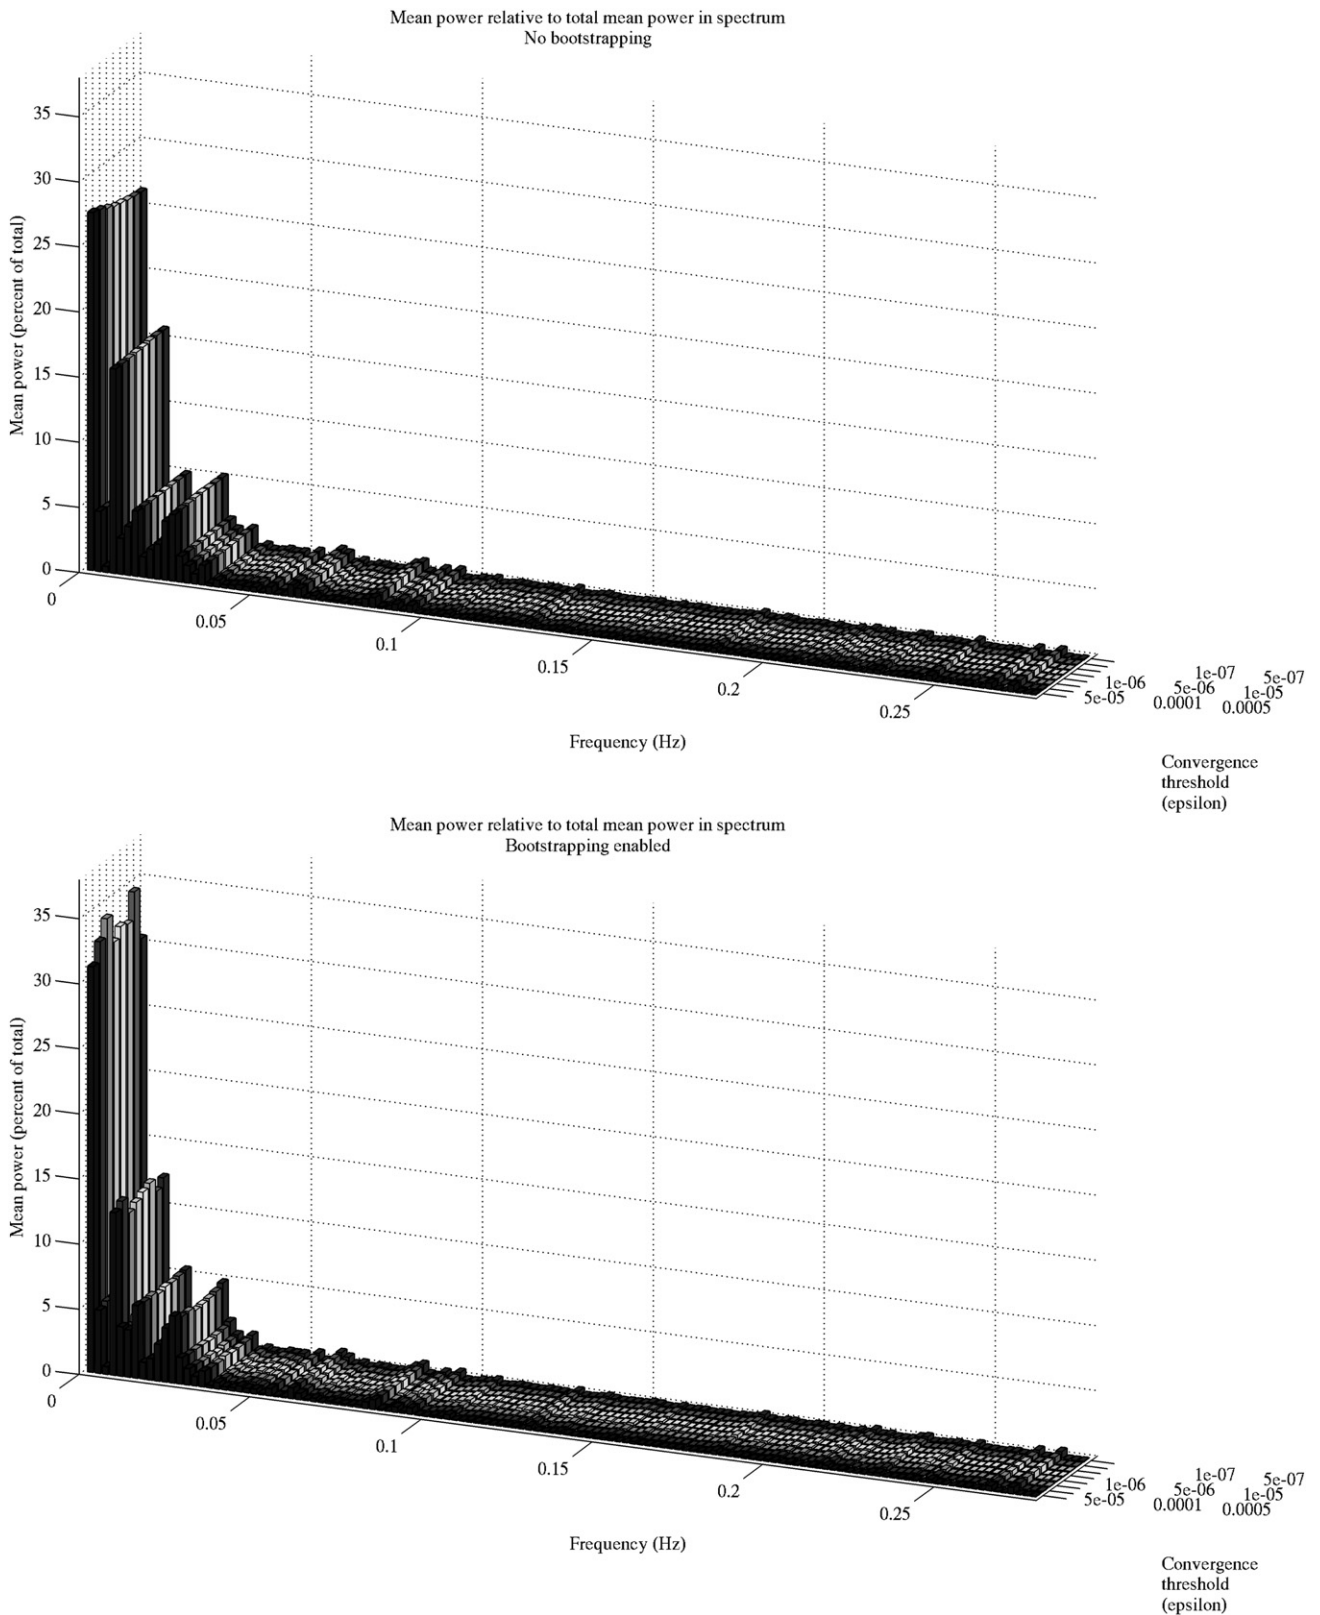 Mean power relative to total mean power in spectrum
No bootstrapping
35
30
25
20
15
10
5
0
Mean power (percent of total)
0
0.05
0.1
0.15
0.2
0.25
Frequency (Hz)
1e-07 5e-07
1e-06 5e-06 1e-05
5e-05 0.0001 0.0005
Convergence
threshold
(epsilon)
Mean power relative to total mean power in spectrum
Bootstrapping enabled
35
30
25
20
15
10
5
0
Mean power (percent of total)
0
0.05
0.1
0.15
0.2
0.25
Frequency (Hz)
1e-07 5e-07
1e-06 5e-06 1e-05
5e-05 0.0001 0.0005
Convergence
threshold
(epsilon)